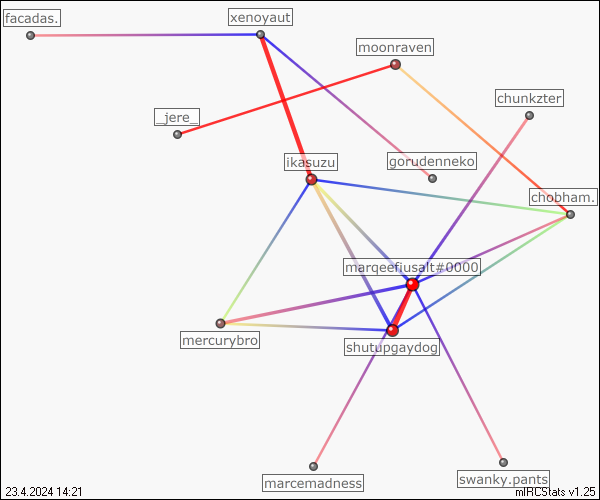 facadas.
xenoyaut
moonraven
chunkzter
_jere_
ikasuzu
gorudenneko
chobham.
marqeefiusalt#0000
mercurybro
shutupgaydog
marcemadness
swanky.pants
23.4.2024 14:21
mIRCStats v1.25